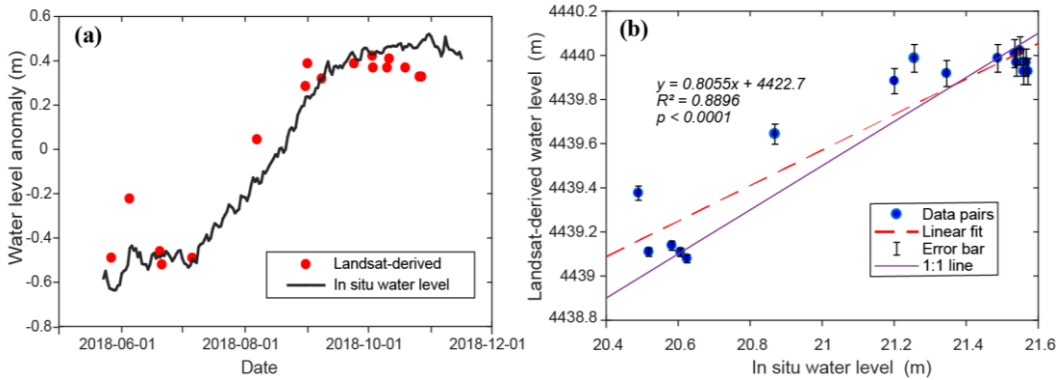 (a)
Water level anomaly (m)
0.6
0.4
0.2
0
-0.2
-0.4
-0.6
-0.8
Landsat-derived
In situ water level
2018-06-01
2018-08-01
2018-10-01
2018-12-01
Date
(b)
Landsat-derived water level (m)
4440.2
4440
4439.8
4439.6
4439.4
4439.2
4439
4438.8
y = 0.8055x + 4422.7
R² = 0.8896
p < 0.0001
Data pairs
Linear fit
Error bar
1:1 line
20.4
20.6
20.8
21
21.2
21.4
21.6
In situ water level (m)